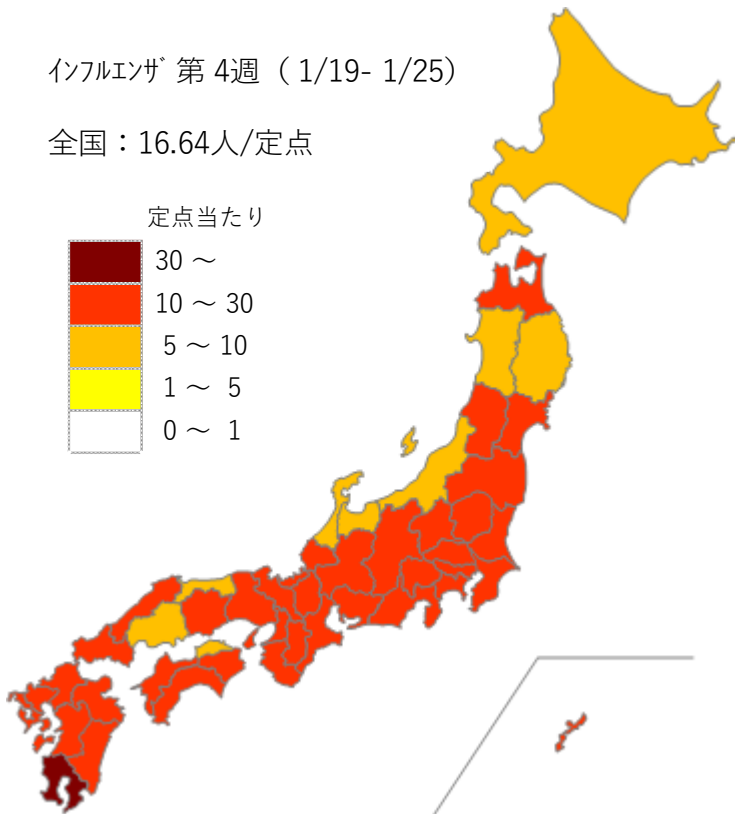 ｲﾝﾌﾙｴﾝｻﾞ 第 4週 （ 1/19- 1/25）
全国：16.64人/定点
定点当たり
30 ～
10 ～ 30
5 ～ 10
1 ～ 5
0 ～ 1